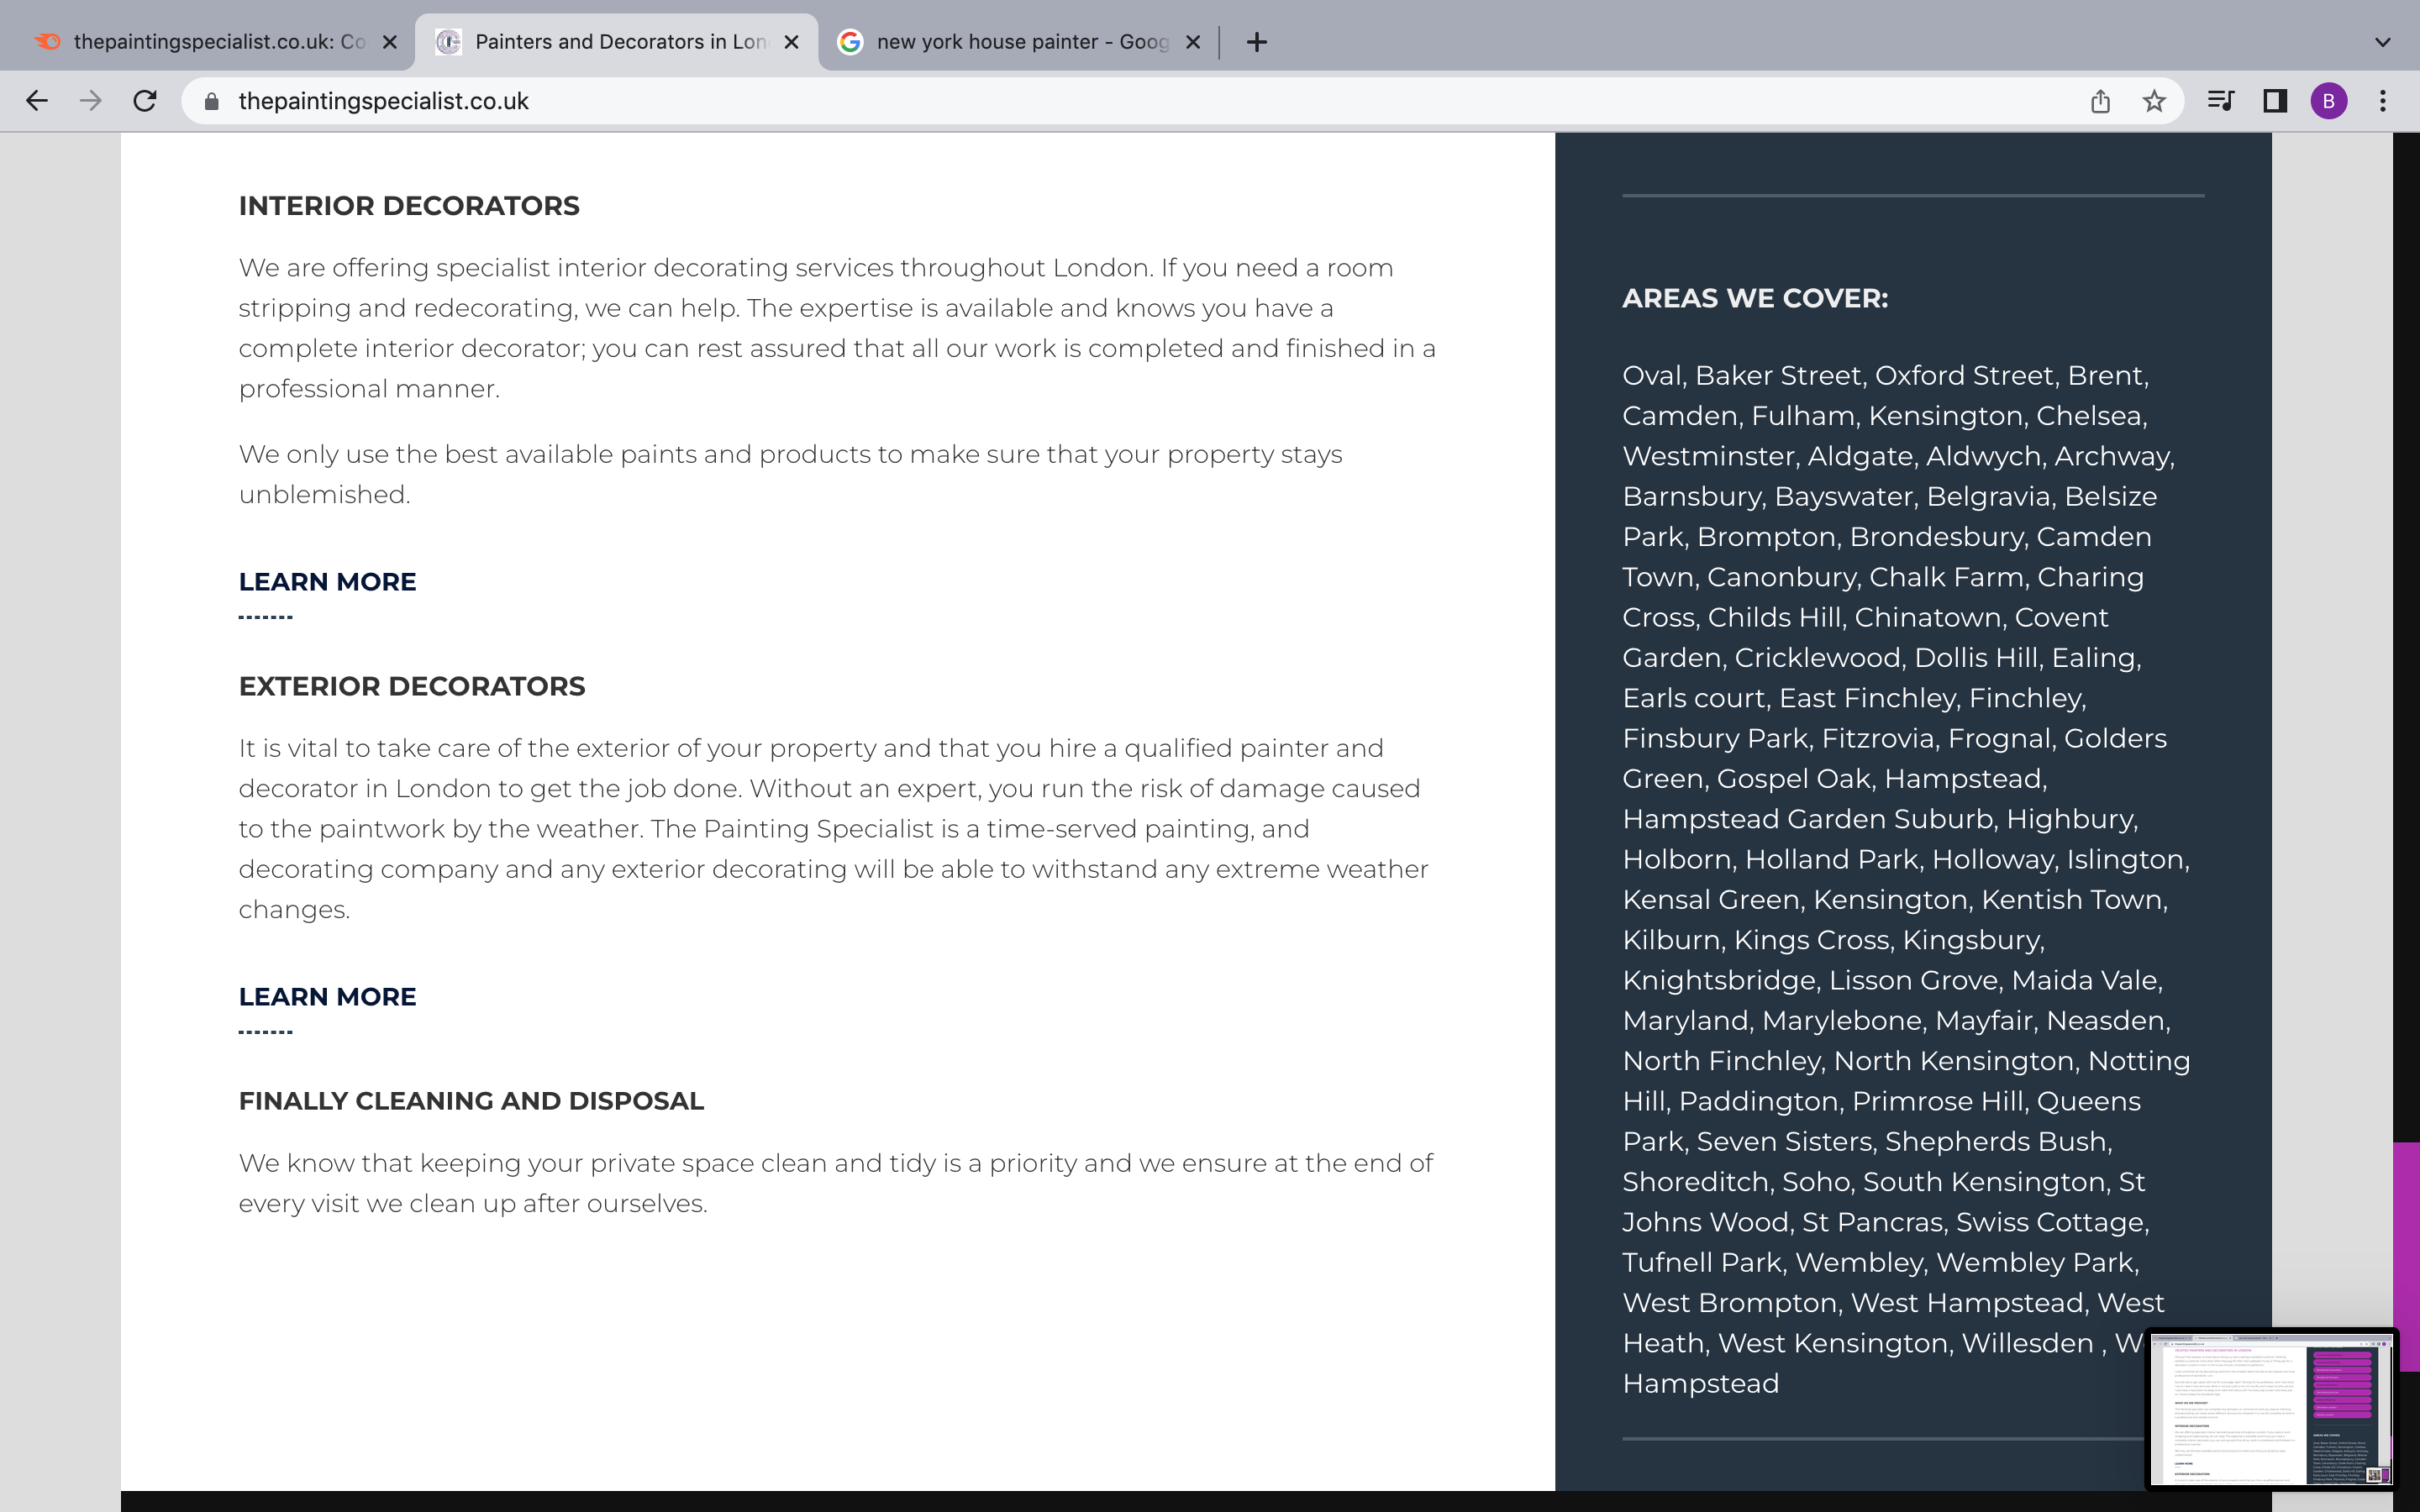 thepaintingspecialist.co.uk: Co
Painters and Decorators in Lon
new york house painter - Goog
thepaintingspecialist.co.uk
B
INTERIOR DECORATORS
We are offering specialist interior decorating services throughout London. If you need a room
stripping and redecorating, we can help. The expertise is available and knows you have a
complete interior decorator; you can rest assured that all our work is completed and finished in a
professional manner.
We only use the best available paints and products to make sure that your property stays
unblemished.
LEARN MORE
EXTERIOR DECORATORS
It is vital to take care of the exterior of your property and that you hire a qualified painter and
decorator in London to get the job done. Without an expert, you run the risk of damage caused
to the paintwork by the weather. The Painting Specialist is a time-served painting, and
decorating company and any exterior decorating will be able to withstand any extreme weather
changes.
LEARN MORE
FINALLY CLEANING AND DISPOSAL
We know that keeping your private space clean and tidy is a priority and we ensure at the end of
every visit we clean up after ourselves.
AREAS WE COVER:
Oval, Baker Street, Oxford Street, Brent,
Camden, Fulham, Kensington, Chelsea,
Westminster, Aldgate, Aldwych, Archway,
Barnsbury, Bayswater, Belgravia, Belsize
Park, Brompton, Brondesbury, Camden
Town, Canonbury, Chalk Farm, Charing
Cross, Childs Hill, Chinatown, Covent
Garden, Cricklewood, Dollis Hill, Ealing,
Earls court, East Finchley, Finchley,
Finsbury Park, Fitzrovia, Frognal, Golders
Green, Gospel Oak, Hampstead,
Hampstead Garden Suburb, Highbury,
Holborn, Holland Park, Holloway, Islington,
Kensal Green, Kensington, Kentish Town,
Kilburn, Kings Cross, Kingsbury,
Knightsbridge, Lisson Grove, Maida Vale,
Maryland, Marylebone, Mayfair, Neasden,
North Finchley, North Kensington, Notting
Hill, Paddington, Primrose Hill, Queens
Park, Seven Sisters, Shepherds Bush,
Shoreditch, Soho, South Kensington, St
Johns Wood, St Pancras, Swiss Cottage,
Tufnell Park, Wembley, Wembley Park,
West Brompton, West Hampstead, West
Heath, West Kensington, Willesden , W
Hampstead